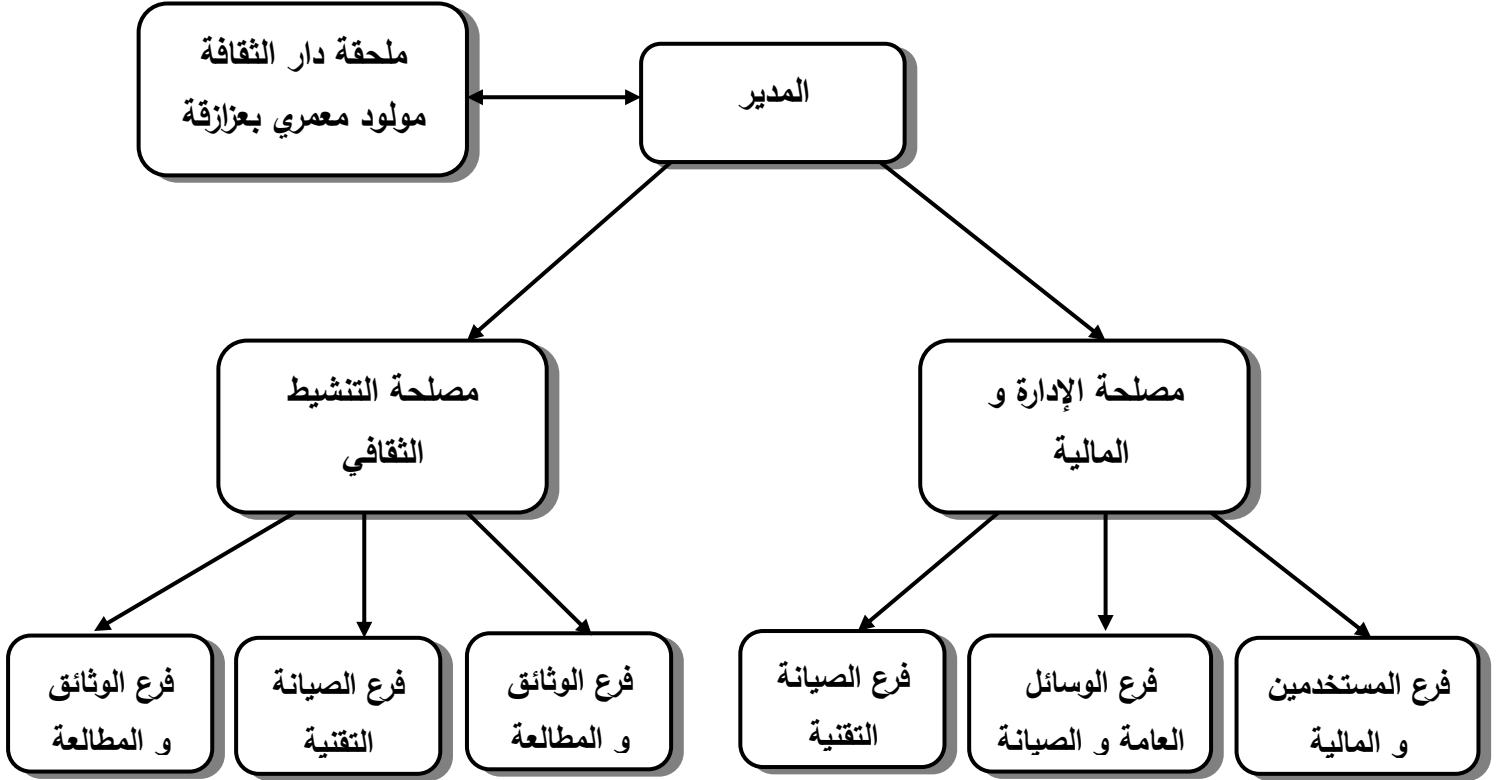 ملحقة دار الثقافة
مولود معمري بعزازقة
المدير
مصلحة الإدارة و
المالية
مصلحة التنشيط
الثقافي
فرع المستخدمين
و المالية
فرع الوسائل
العامة و الصيانة
فرع الصيانة
التقنية
فرع الوثائق
و المطالعة
فرع الصيانة
التقنية
فرع الوثائق
و المطالعة